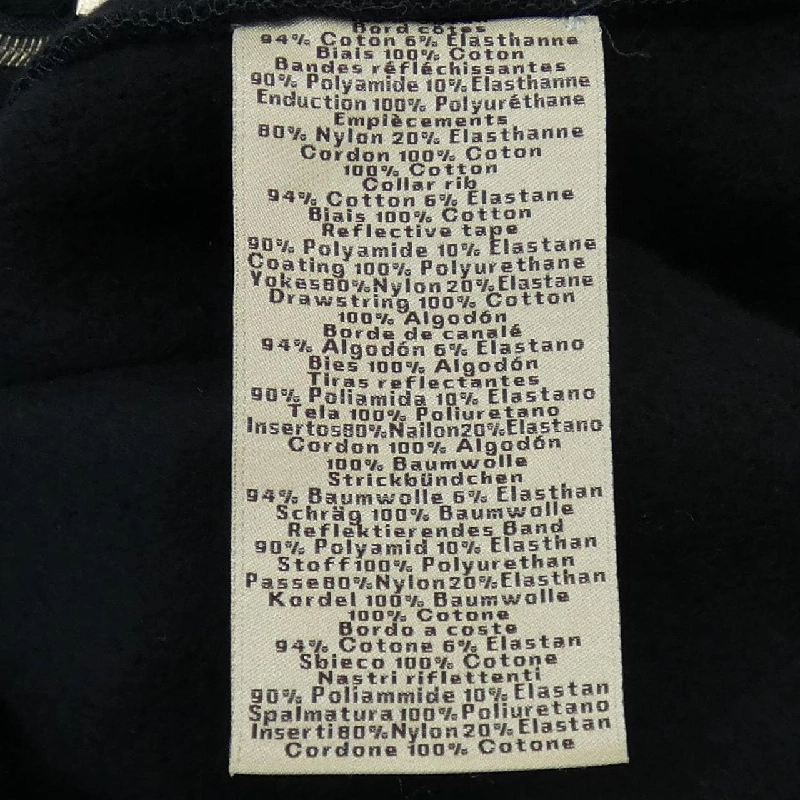 Bord côtes
94% Coton 6% Elasthanne
Biais 100% Coton
Bandes réfléchissantes
90% Polyamide 10% Elasthanne
Enduction 100% Polyuréthane
Empiècements
80% Nylon 20% Elasthanne
Cordon 100% Coton
100% Cotton
Collar rib
94% Cotton 6% Elastane
Biais 100% Cotton
Reflective tape
90% Polyamide 10% Elastane
Coating 100% Polyurethane
Yokes80%Nylon20%Elastane
Drawstring 100% Cotton
100% Algodón
Borde de canalé
94% Algodón 6% Elastano
Bies 100% Algodón
Tiras reflectantes
90% Poliamida 10% Elastano
Tela 100% Poliuretano
Insertos80%Nailon20%Elastano
Cordon 100% Algodón
100% Baumwolle
Strickbündchen
94% Baumwolle 6% Elasthan
Schräg 100% Baumwolle
Reflektierendes Band
90% Polyamid 10% Elasthan
Stoff100% Polyurethan
Passe80%Nylon20%Elasthan
Kordel 100% Baumwolle
100% Cotone
Bordo a coste
94% Cotone 6% Elastan
Sbieco 100% Cotone
Nastri riflettenti
90% Poliammide 10% Elastan
Spalmatura 100% Poliuretano
Inserti80%Nylon20%Elastan
Cordone 100% Cotone